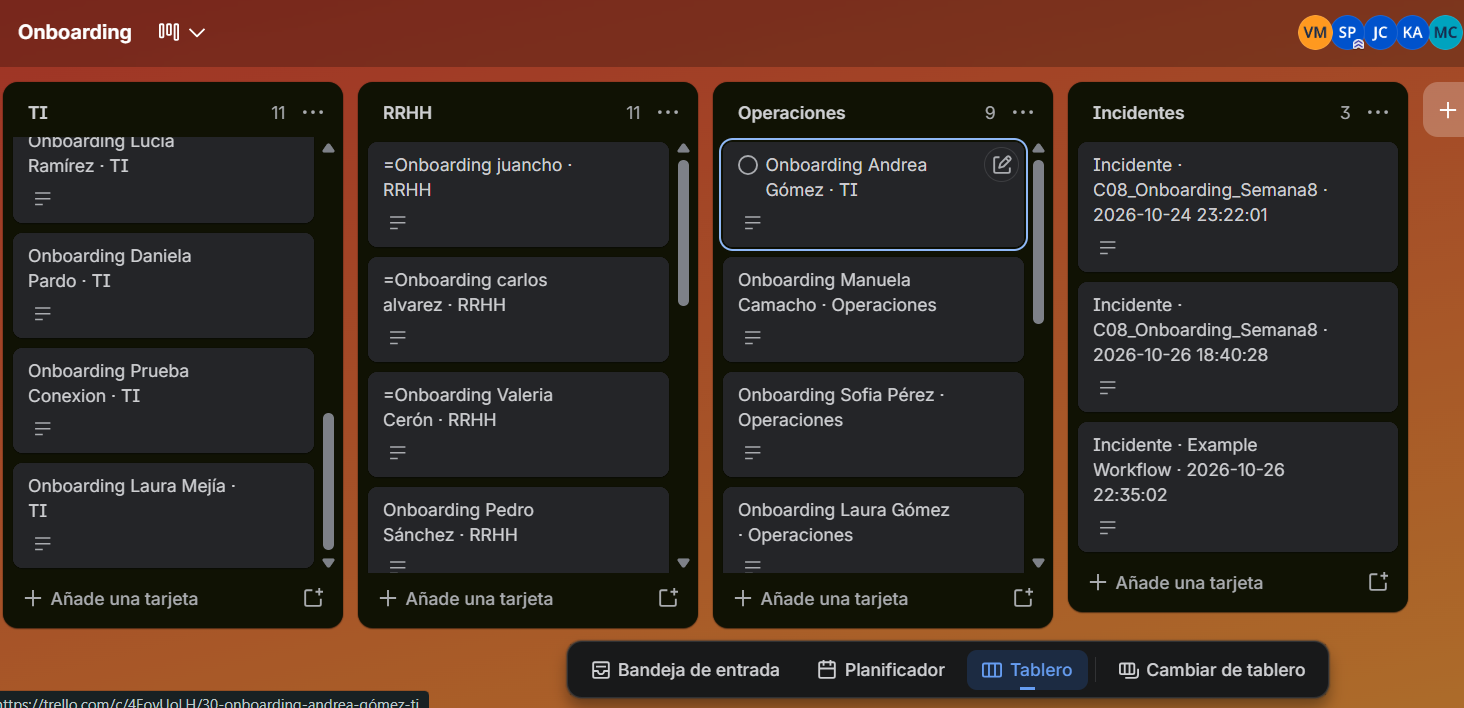 Onboarding
VM
SP
JC
KA
MC
TI
11
Onboarding Lucia
Ramírez · TI
Onboarding Daniela
Pardo · TI
Onboarding Prueba
Conexion · TI
Onboarding Laura Mejía ·
TI
Añade una tarjeta
RRHH
11
=Onboarding juancho ·
RRHH
=Onboarding carlos
alvarez · RRHH
=Onboarding Valeria
Cerón · RRHH
Onboarding Pedro
Sánchez · RRHH
Añade una tarjeta
Operaciones
9
Onboarding Andrea
Gómez · TI
Onboarding Manuela
Camacho · Operaciones
Onboarding Sofia Pérez ·
Operaciones
Onboarding Laura Gómez
· Operaciones
Añade una tarjeta
Incidentes
3
Incidente ·
C08_Onboarding_Semana8 ·
2026-10-24 23:22:01
Incidente ·
C08_Onboarding_Semana8 ·
2026-10-26 18:40:28
Incidente · Example
Workflow · 2026-10-26
22:35:02
Añade una tarjeta
Bandeja de entrada
Planificador
Tablero
Cambiar de tablero